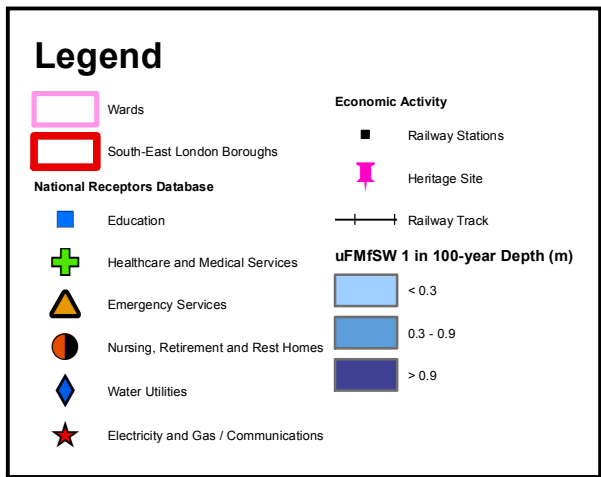 Legend
Wards
South-East London Boroughs
National Receptors Database
Education
Healthcare and Medical Services
Emergency Services
Nursing, Retirement and Rest Homes
Water Utilities
Electricity and Gas / Communications
Economic Activity
Railway Stations
Heritage Site
Railway Track
uFMfSW 1 in 100-year Depth (m)
< 0.3
0.3 - 0.9
> 0.9